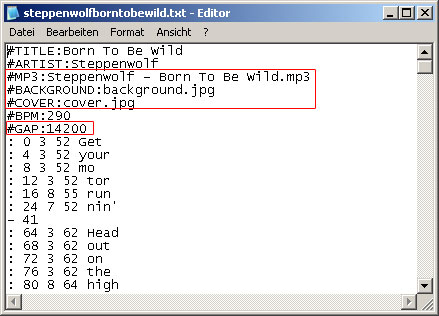 steppenwolfborntobewild.txt - Editor
Datei Bearbeiten Format Ansicht ?
#TITLE:Born To Be Wild
#ARTIST:Steppenwolf
#MP3:Steppenwolf - Born To Be Wild.mp3
#BACKGROUND:background.jpg
#COVER:cover.jpg
#BPM:290
#GAP:14200
: 0 3 52 Get
: 4 3 52 your
: 8 3 52 mo
: 12 3 52 tor
: 16 8 55 run
: 24 7 52 nin'
- 41
: 64 3 62 Head
: 68 3 62 out
: 72 3 62 on
: 76 3 62 the
: 80 8 64 high